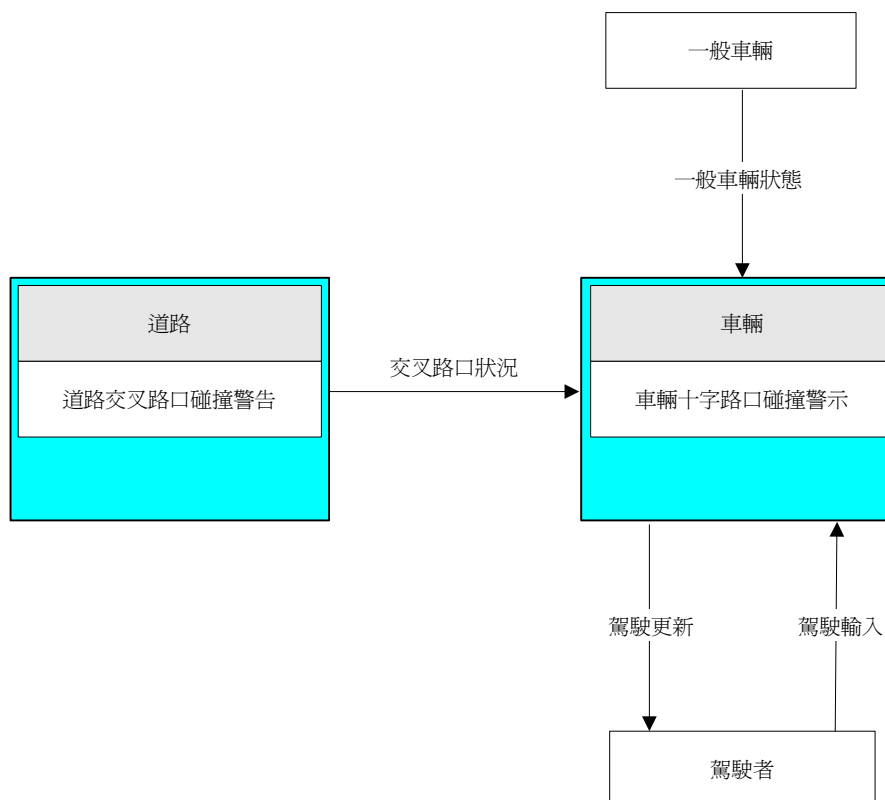 一般車輛
一般車輛狀態
道路
道路交叉路口碰撞警告
交叉路口狀況
車輛
車輛十字路口碰撞警示
駕駛更新
駕駛輸入
駕駛者